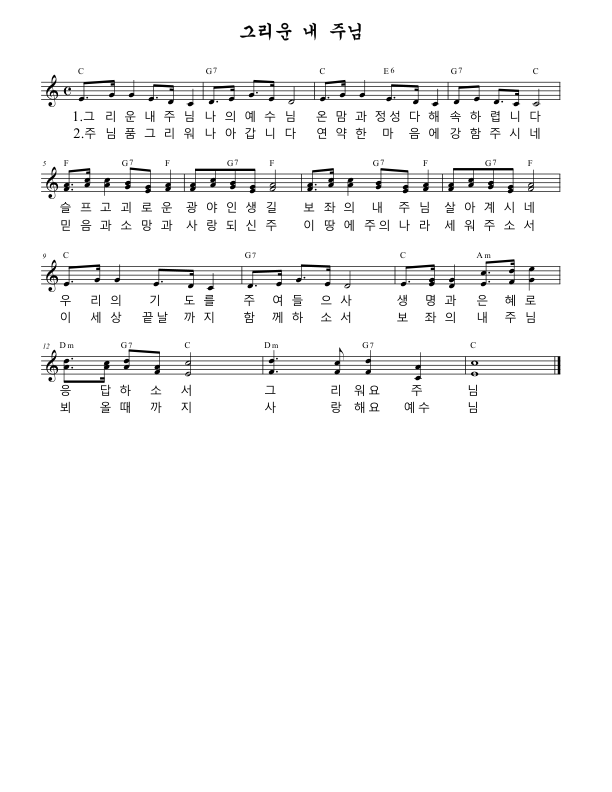 그리운 내 주님
C G7 C E6 G7 C
1.그 리 운 내 주 님 나 의 예 수 님 온 맘 과 정 성 다 해 속 하 렵 니 다
2.주 님 품 그 리 워 나 아 갑 니 다 연 약 한 마 음 에 강 함 주 시 네
5 F G7 F G7 F G7 F G7 F
슬 프 고 괴 로 운 광 야 인 생 길 보 좌 의 내 주 님 살 아 계 시 네
믿 음 과 소 망 과 사 랑 되 신 주 이 땅 에 주 의 나 라 세 워 주 소 서
9 C G7 C Am
우 리 의 기 도 를 주 여 들 으 사 생 명 과 은 혜 로
이 세 상 끝 날 까 지 함 께 하 소 서 보 좌 의 내 주 님
12 Dm G7 C Dm G7 C
응 답 하 소 서 그 리 워 요 주 님
뵈 올 때 까 지 사 랑 해 요 예 수 님